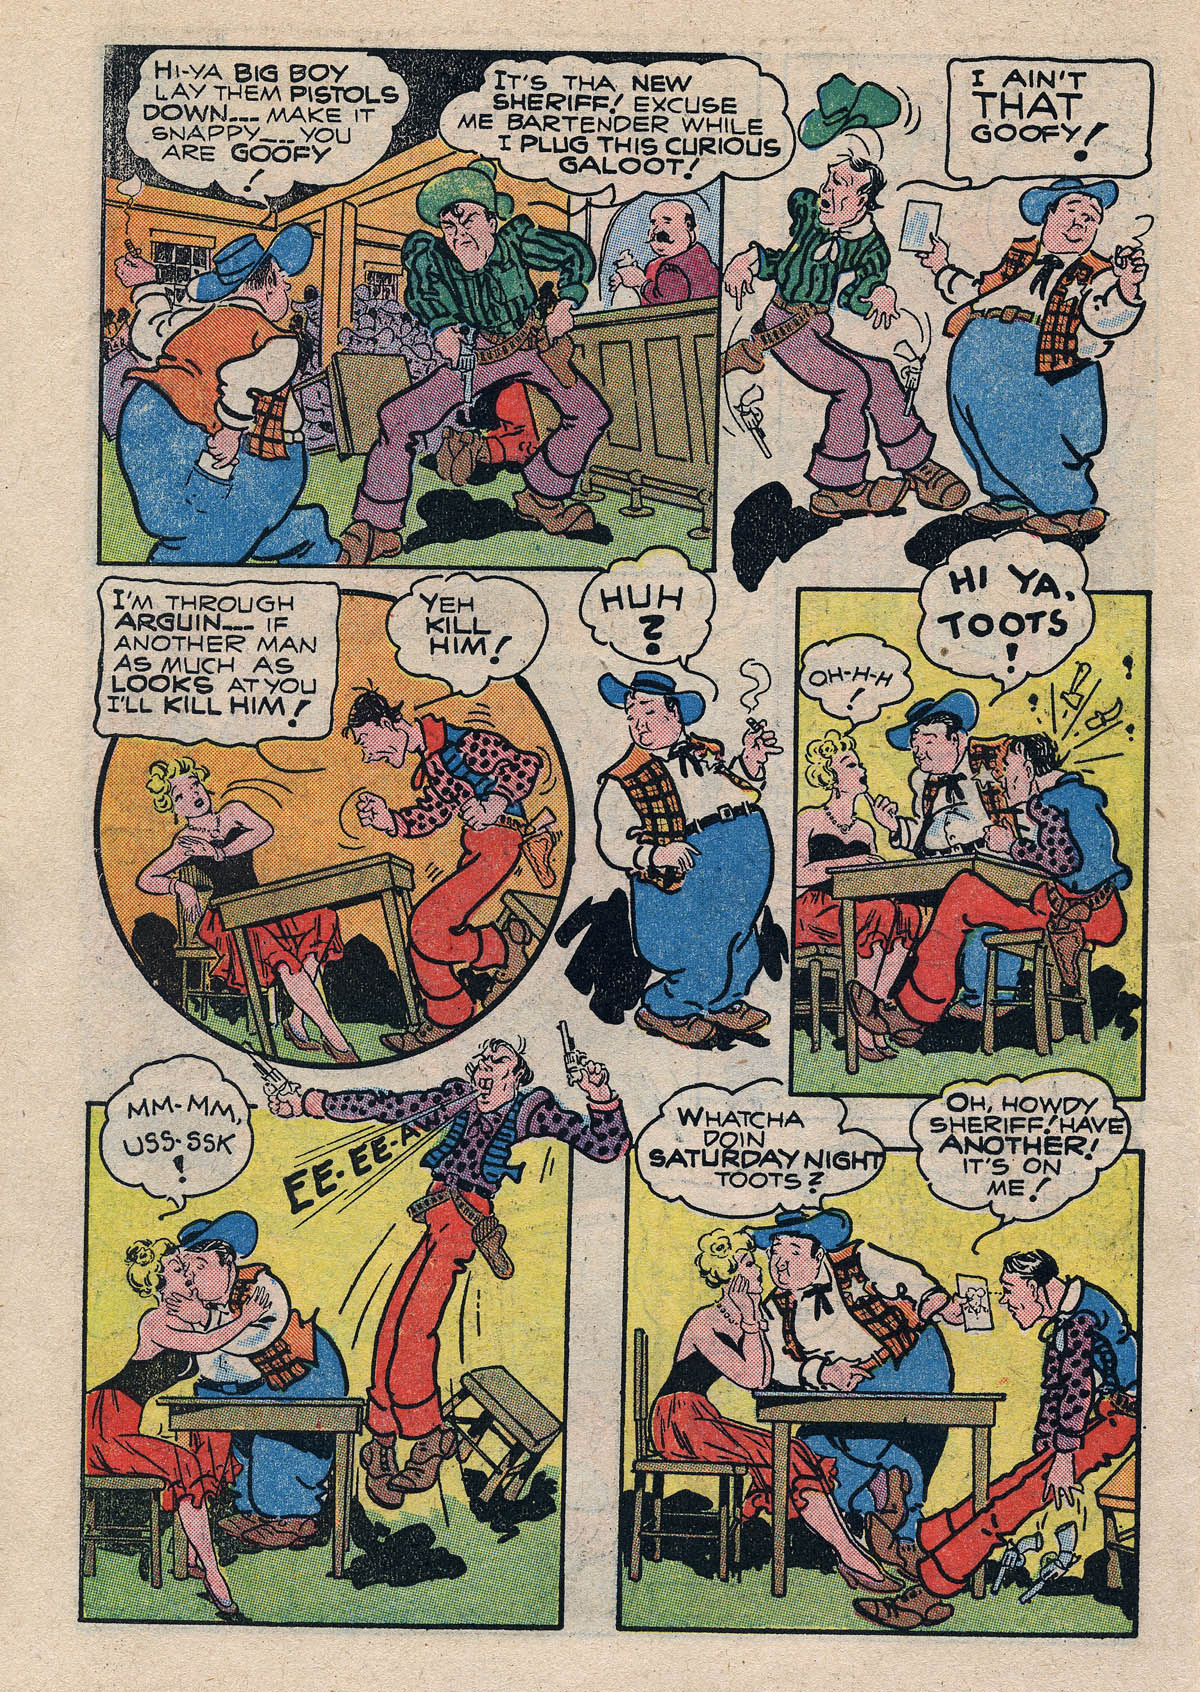 HI-YA BIG BOY
LAY THEM PISTOLS
DOWN--- MAKE IT
SNAPPY--- YOU
ARE GOOFY
!
IT'S THA NEW
SHERIFF! EXCUSE
ME BARTENDER WHILE
I PLUG THIS CURIOUS
GALOOT!
I AIN'T
THAT
GOOFY!
I'M THROUGH
ARGUIN--- IF
ANOTHER MAN
AS MUCH AS
LOOKS AT YOU
I'LL KILL HIM!
YEH
KILL
HIM!
HUH
?
OH-H-H
!
HI YA,
TOOTS
!
MM-MM,
USS-SSK
!
EE-EE-A
WHATCHA
DOIN
SATURDAY NIGHT
TOOTS?
OH, HOWDY
SHERIFF! HAVE
ANOTHER!
IT'S ON
ME!